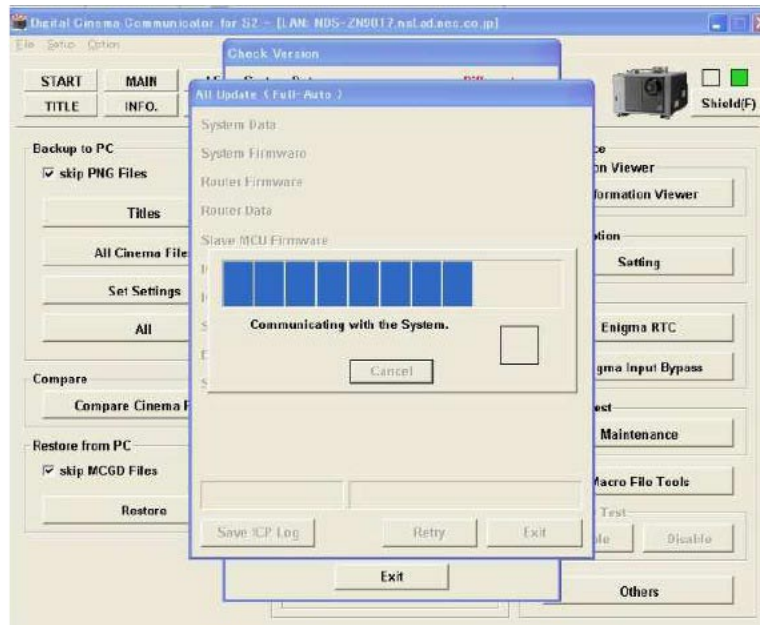 Digital Cinema Communicator for S2 - [LAN: NDS-ZN9017.nsl.ad.nec.co.jp]
File Setup Option
Check Version
START
MAIN
TITLE
INFO.
Shield(F)
All Update ( Full-Auto )
System Data
System Firmware
Router Firmware
Router Data
Slave MCU Firmware
Communicating with the System.
Cancel
Save ICP Log
Retry
Exit
Exit
Backup to PC
skip PNG Files
Titles
All Cinema File
Set Settings
All
Compare
Compare Cinema F
Restore from PC
skip MCGD Files
Restore
on Viewer
formation Viewer
Setting
Enigma RTC
gma Input Bypass
Maintenance
Macro File Tools
Test
Disable
Others